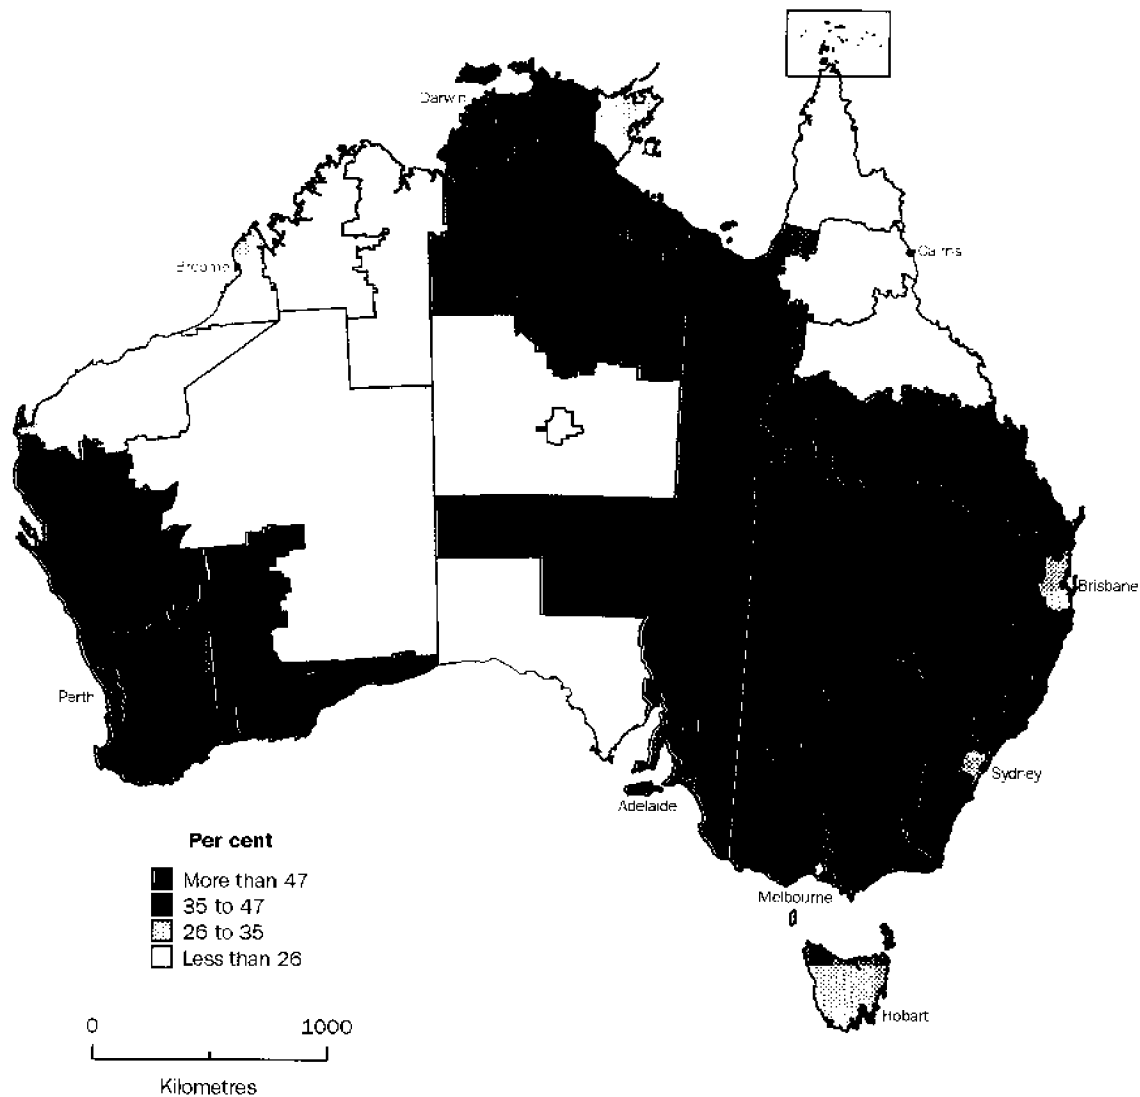 Darwin
Cairns
Broome
Brisbane
Perth
Sydney
Adelaide
Per cent
More than 47
35 to 47
26 to 35
Less than 26
Melbourne
Hobart
0 1000
Kilometres